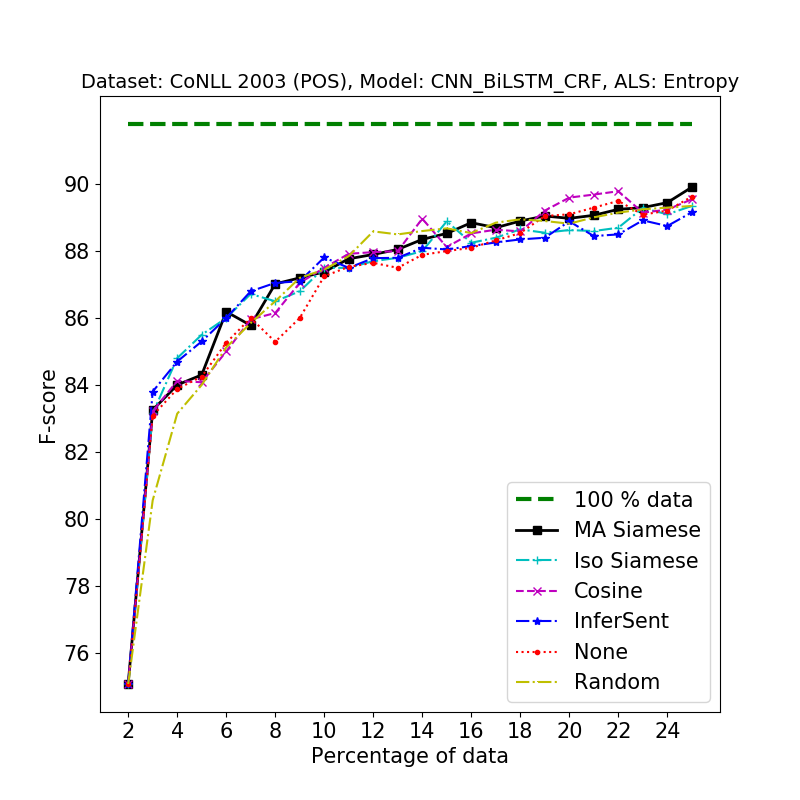 Dataset: CoNLL 2003 (POS), Model: CNN_BiLSTM_CRF, ALS: Entropy
90
88
86
84
82
80
78
76
F-score
100 % data
MA Siamese
Iso Siamese
Cosine
InferSent
None
Random
2 4 6 8 10 12 14 16 18 20 22 24
Percentage of data